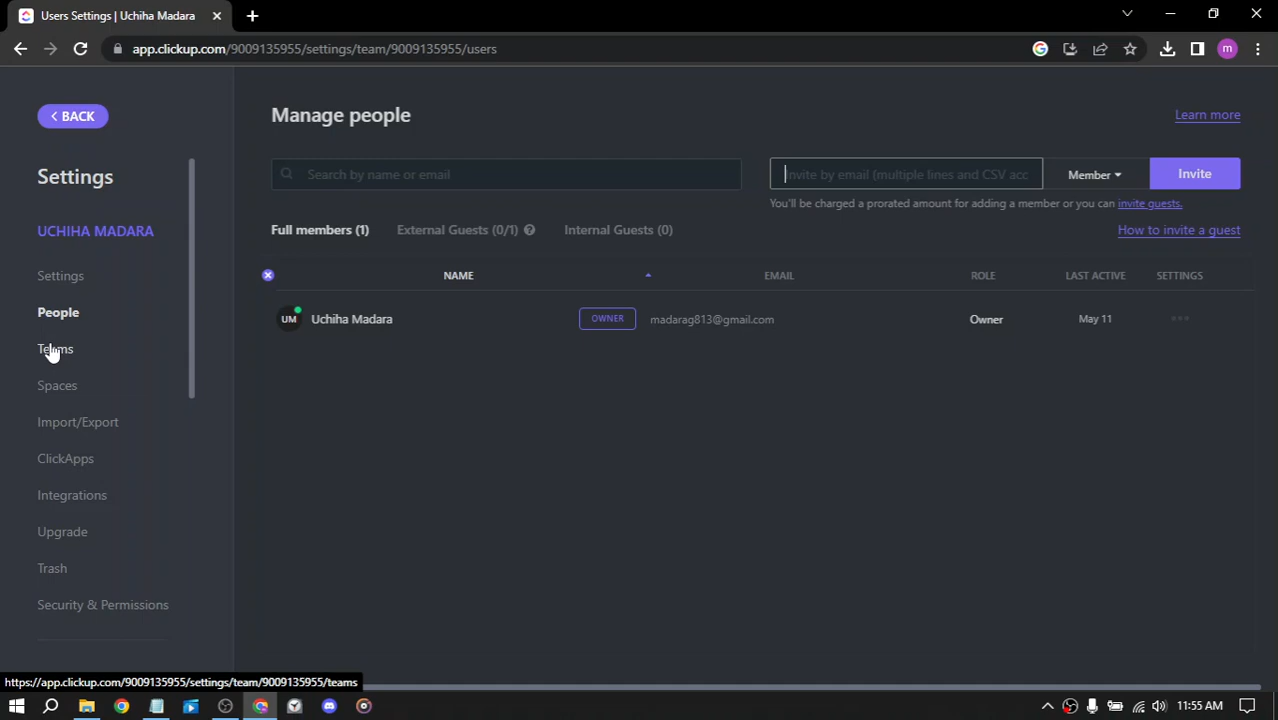 Users Settings | Uchiha Madara
app.clickup.com/9009135955/settings/team/9009135955/users
m
BACK
Manage people
Learn more
Settings
Search by name or email
Invite by email (multiple lines and CSV acc
Member
Invite
You'll be charged a prorated amount for adding a member or you can invite guests.
UCHIHA MADARA
Full members (1)
External Guests (0/1) ?
Internal Guests (0)
How to invite a guest
Settings
NAME
EMAIL
ROLE
LAST ACTIVE
SETTINGS
People
UM
Uchiha Madara
OWNER
madarag813@gmail.com
Owner
May 11
Teams
Spaces
Import/Export
ClickApps
Integrations
Upgrade
Trash
Security & Permissions
https://app.clickup.com/9009135955/settings/team/9009135955/teams
11:55 AM